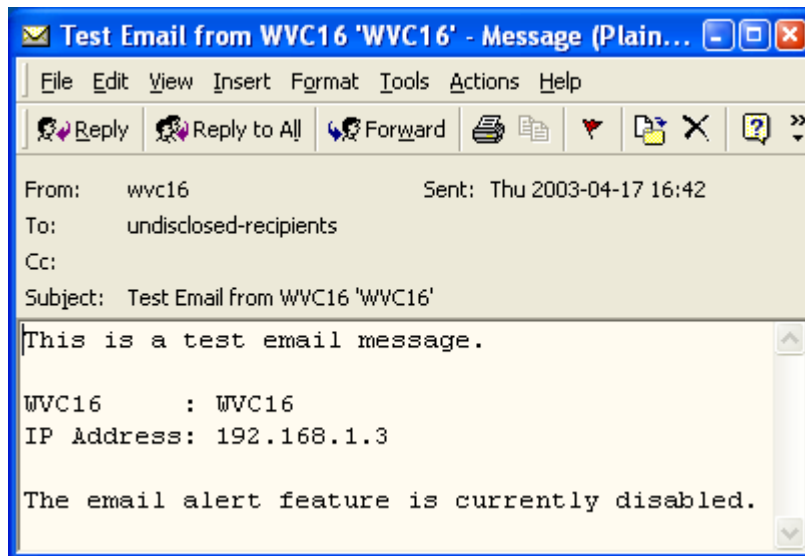 Test Email from WVC16 'WVC16' - Message (Plain...
File Edit View Insert Format Tools Actions Help
Reply Reply to All Forward
From: wvc16 Sent: Thu 2003-04-17 16:42
To: undisclosed-recipients
Cc:
Subject: Test Email from WVC16 'WVC16'
This is a test email message.
WVC16 : WVC16
IP Address: 192.168.1.3
The email alert feature is currently disabled.